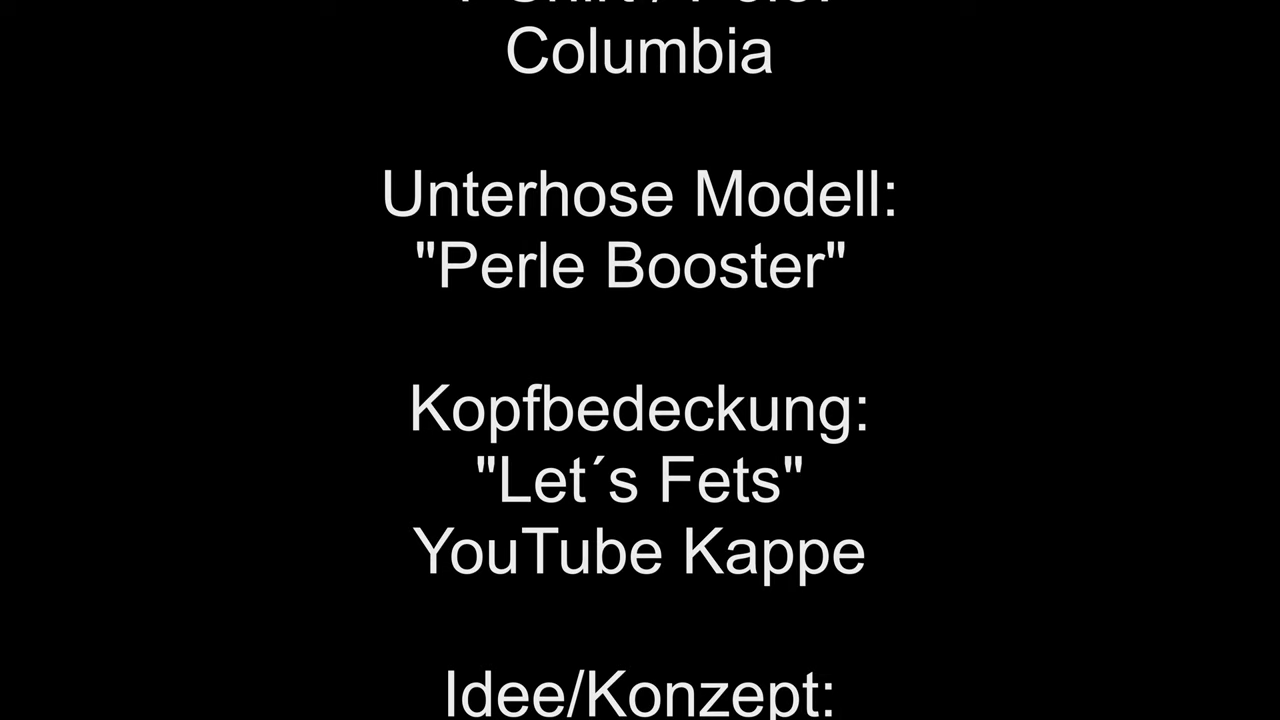 Columbia
Unterhose Modell:
"Perle Booster"
Kopfbedeckung:
"Let´s Fets"
YouTube Kappe
Idee/Konzept: